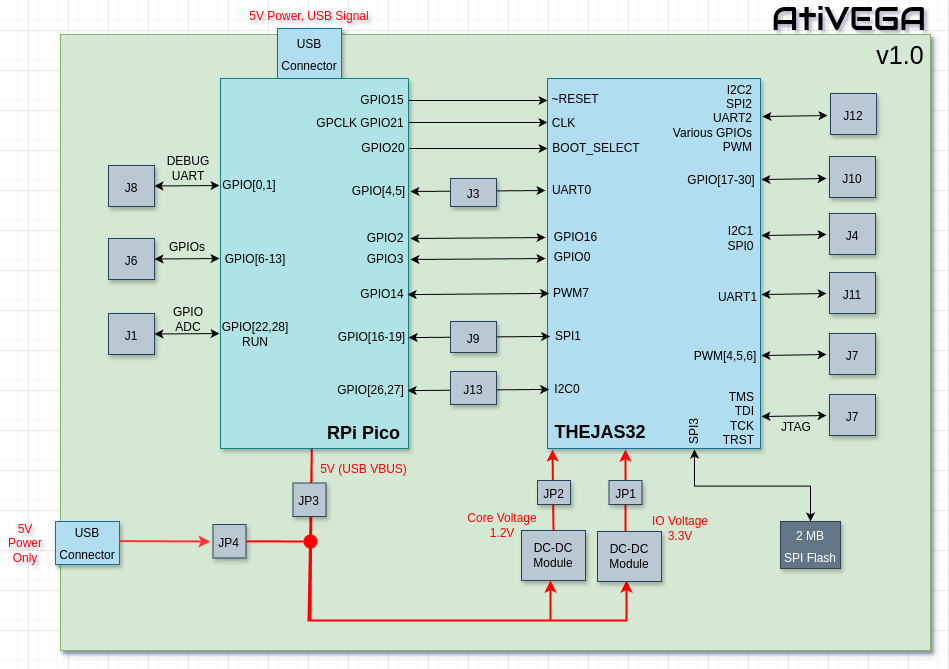 AtiVEGA
v1.0
5V Power, USB Signal
USB
Connector
GPIO15
GPCLK GPIO21
GPIO20
GPIO[4,5]
GPIO2
GPIO3
GPIO14
GPIO[16-19]
GPIO[26,27]
RPi Pico
DEBUG
UART
J8
GPIO[0,1]
GPIOs
J6
GPIO[6-13]
GPIO
ADC
J1
GPIO[22,28]
RUN
J3
J9
J13
~RESET
CLK
BOOT_SELECT
UART0
GPIO16
GPIO0
PWM7
SPI1
I2C0
THEJAS32
I2C2
SPI2
UART2
Various GPIOs
PWM
J12
GPIO[17-30]
J10
I2C1
SPI0
J4
UART1
J11
PWM[4,5,6]
J7
TMS
TDI
TCK
TRST
JTAG
J7
SPI3
5V (USB VBUS)
JP3
5V
Power
Only
USB
Connector
JP4
JP2
JP1
Core Voltage
1.2V
IO Voltage
3.3V
DC-DC
Module
DC-DC
Module
2 MB
SPI Flash